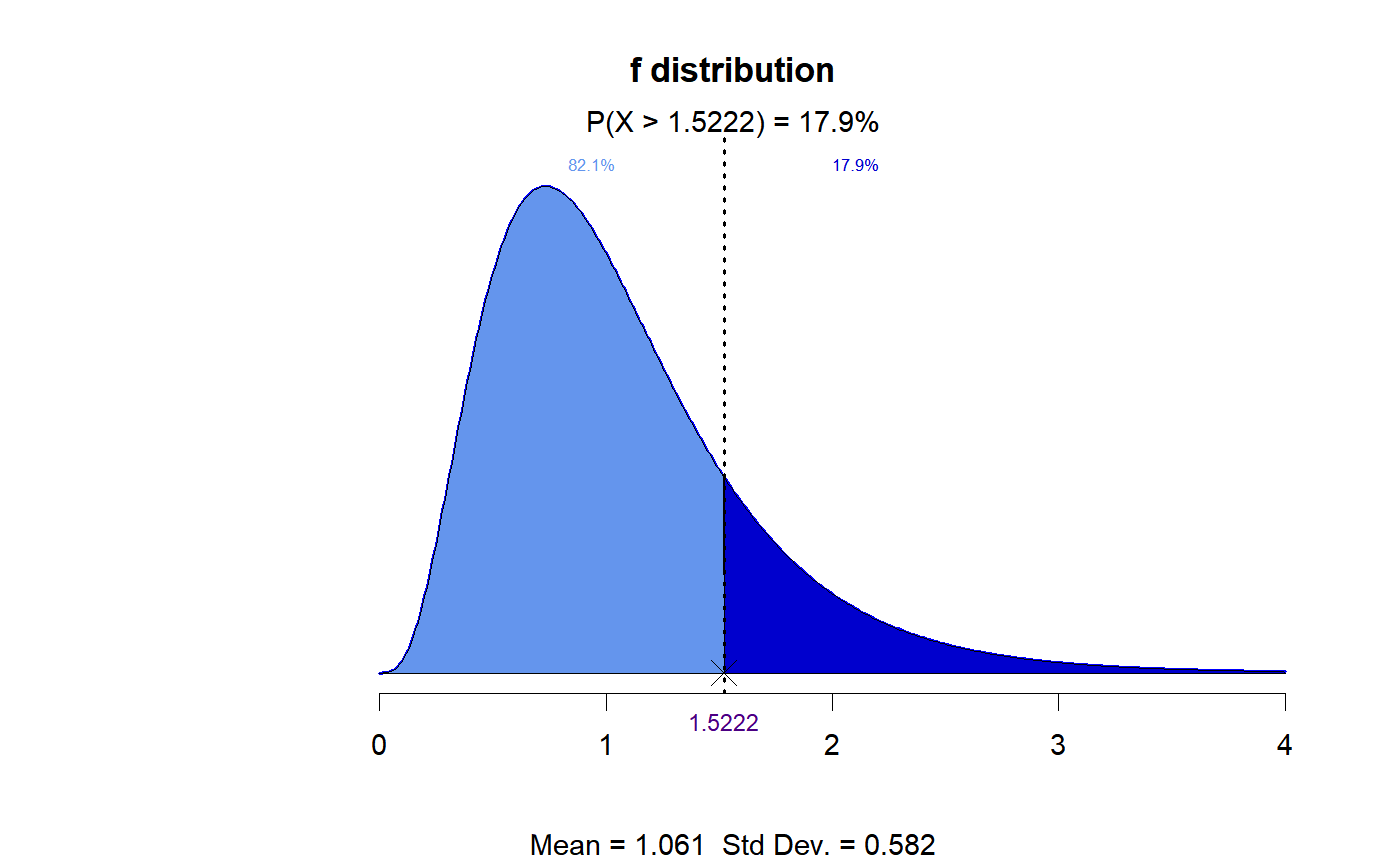 f distribution
P(X > 1.5222) = 17.9%
82.1% 17.9%
1.5222
0 1 2 3 4
Mean = 1.061 Std Dev. = 0.582